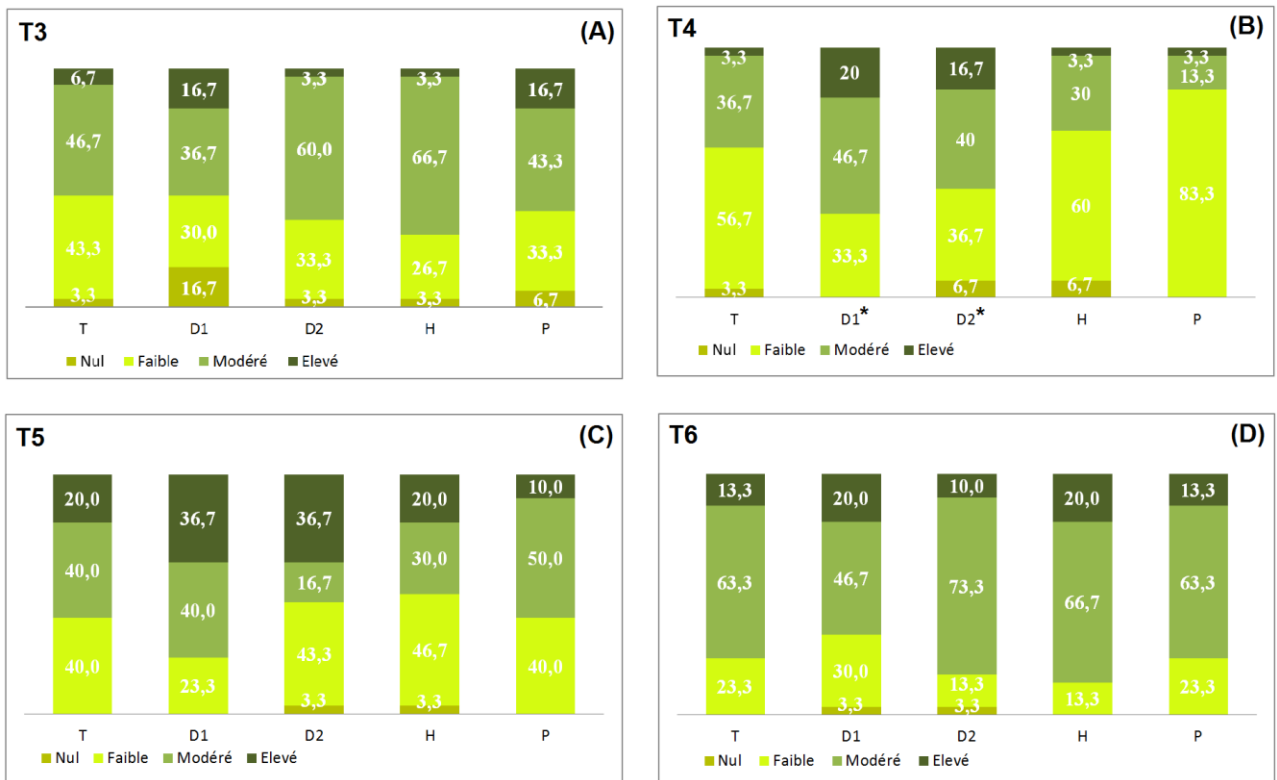 T3 (A)
6,7 16,7 3,3 3,3 16,7
46,7 36,7 60,0 66,7 43,3
43,3 30,0 33,3 26,7 33,3
3,3 16,7 3,3 3,3 6,7
T D1 D2 H P
Nul Faible Modéré Elevé
T4 (B)
3,3 20 16,7 3,3 3,3
36,7 46,7 40 30 13,3
56,7 33,3 36,7 60 83,3
3,3 6,7 6,7
T D1* D2* H P
Nul Faible Modéré Elevé
T5 (C)
20,0 36,7 36,7 20,0 10,0
40,0 40,0 16,7 30,0 50,0
40,0 23,3 43,3 46,7 40,0
3,3 3,3
T D1 D2 H P
Nul Faible Modéré Elevé
T6 (D)
13,3 20,0 10,0 20,0 13,3
63,3 46,7 73,3 66,7 63,3
23,3 30,0 13,3 13,3 23,3
3,3 3,3
T D1 D2 H P
Nul Faible Modéré Elevé